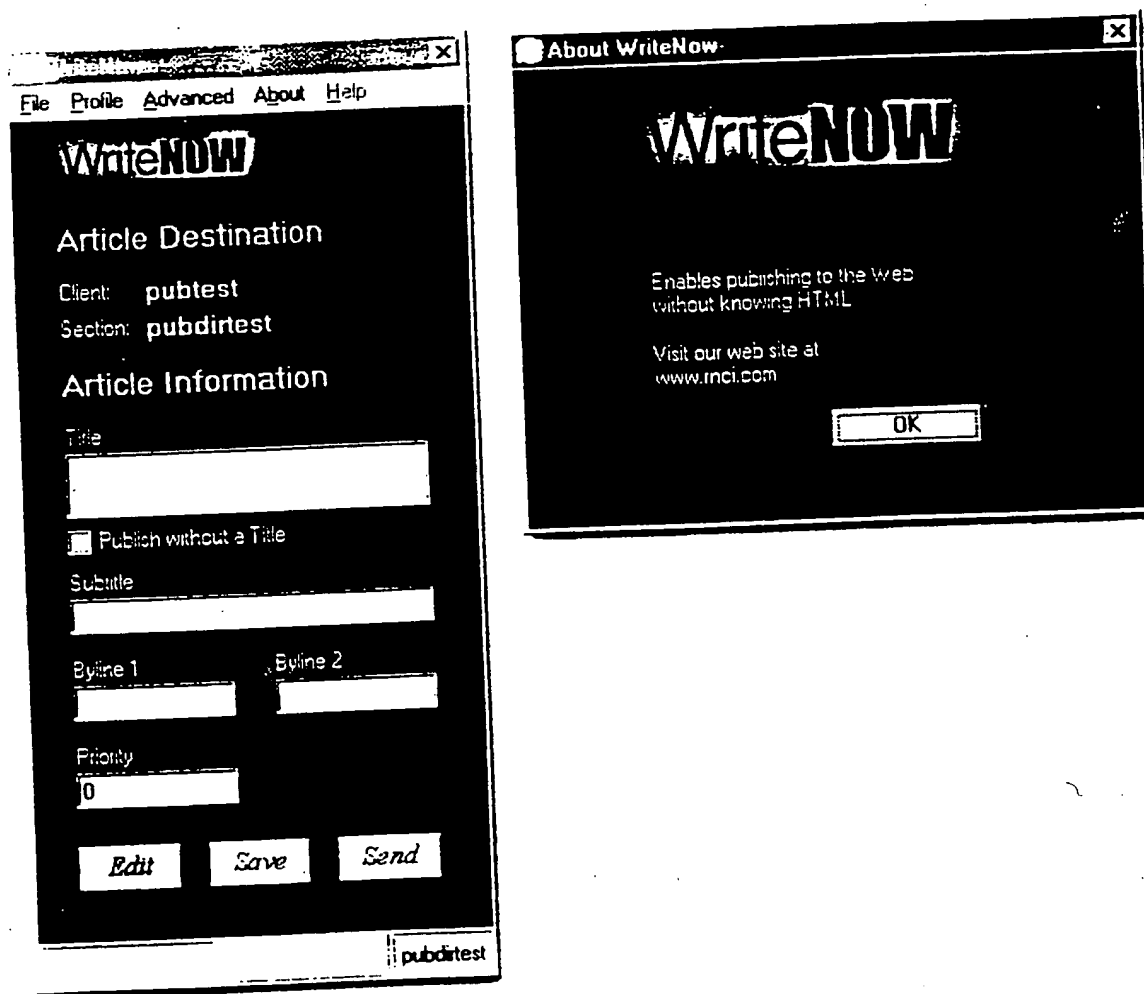 File Profile Advanced About Help
WriteNOW
Article Destination
Client: pubtest
Section: pubdirtest
Article Information
Title
Publish without a Title
Subtitle
Byline 1 Byline 2
Priority
0
Edit Save Send
pubdirtest
About WriteNow
WriteNOW
Enables publishing to the Web
without knowing HTML
Visit our web site at
www.rnci.com
OK